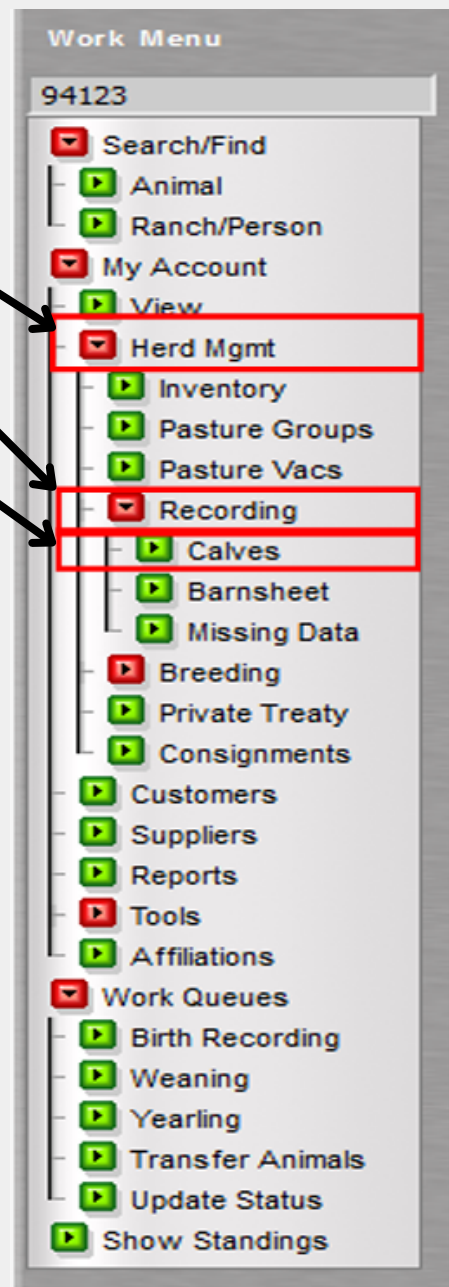 Work Menu
94123
Search/Find
Animal
Ranch/Person
My Account
View
Herd Mgmt
Inventory
Pasture Groups
Pasture Vacs
Recording
Calves
Barnsheet
Missing Data
Breeding
Private Treaty
Consignments
Customers
Suppliers
Reports
Tools
Affiliations
Work Queues
Birth Recording
Weaning
Yearling
Transfer Animals
Update Status
Show Standings